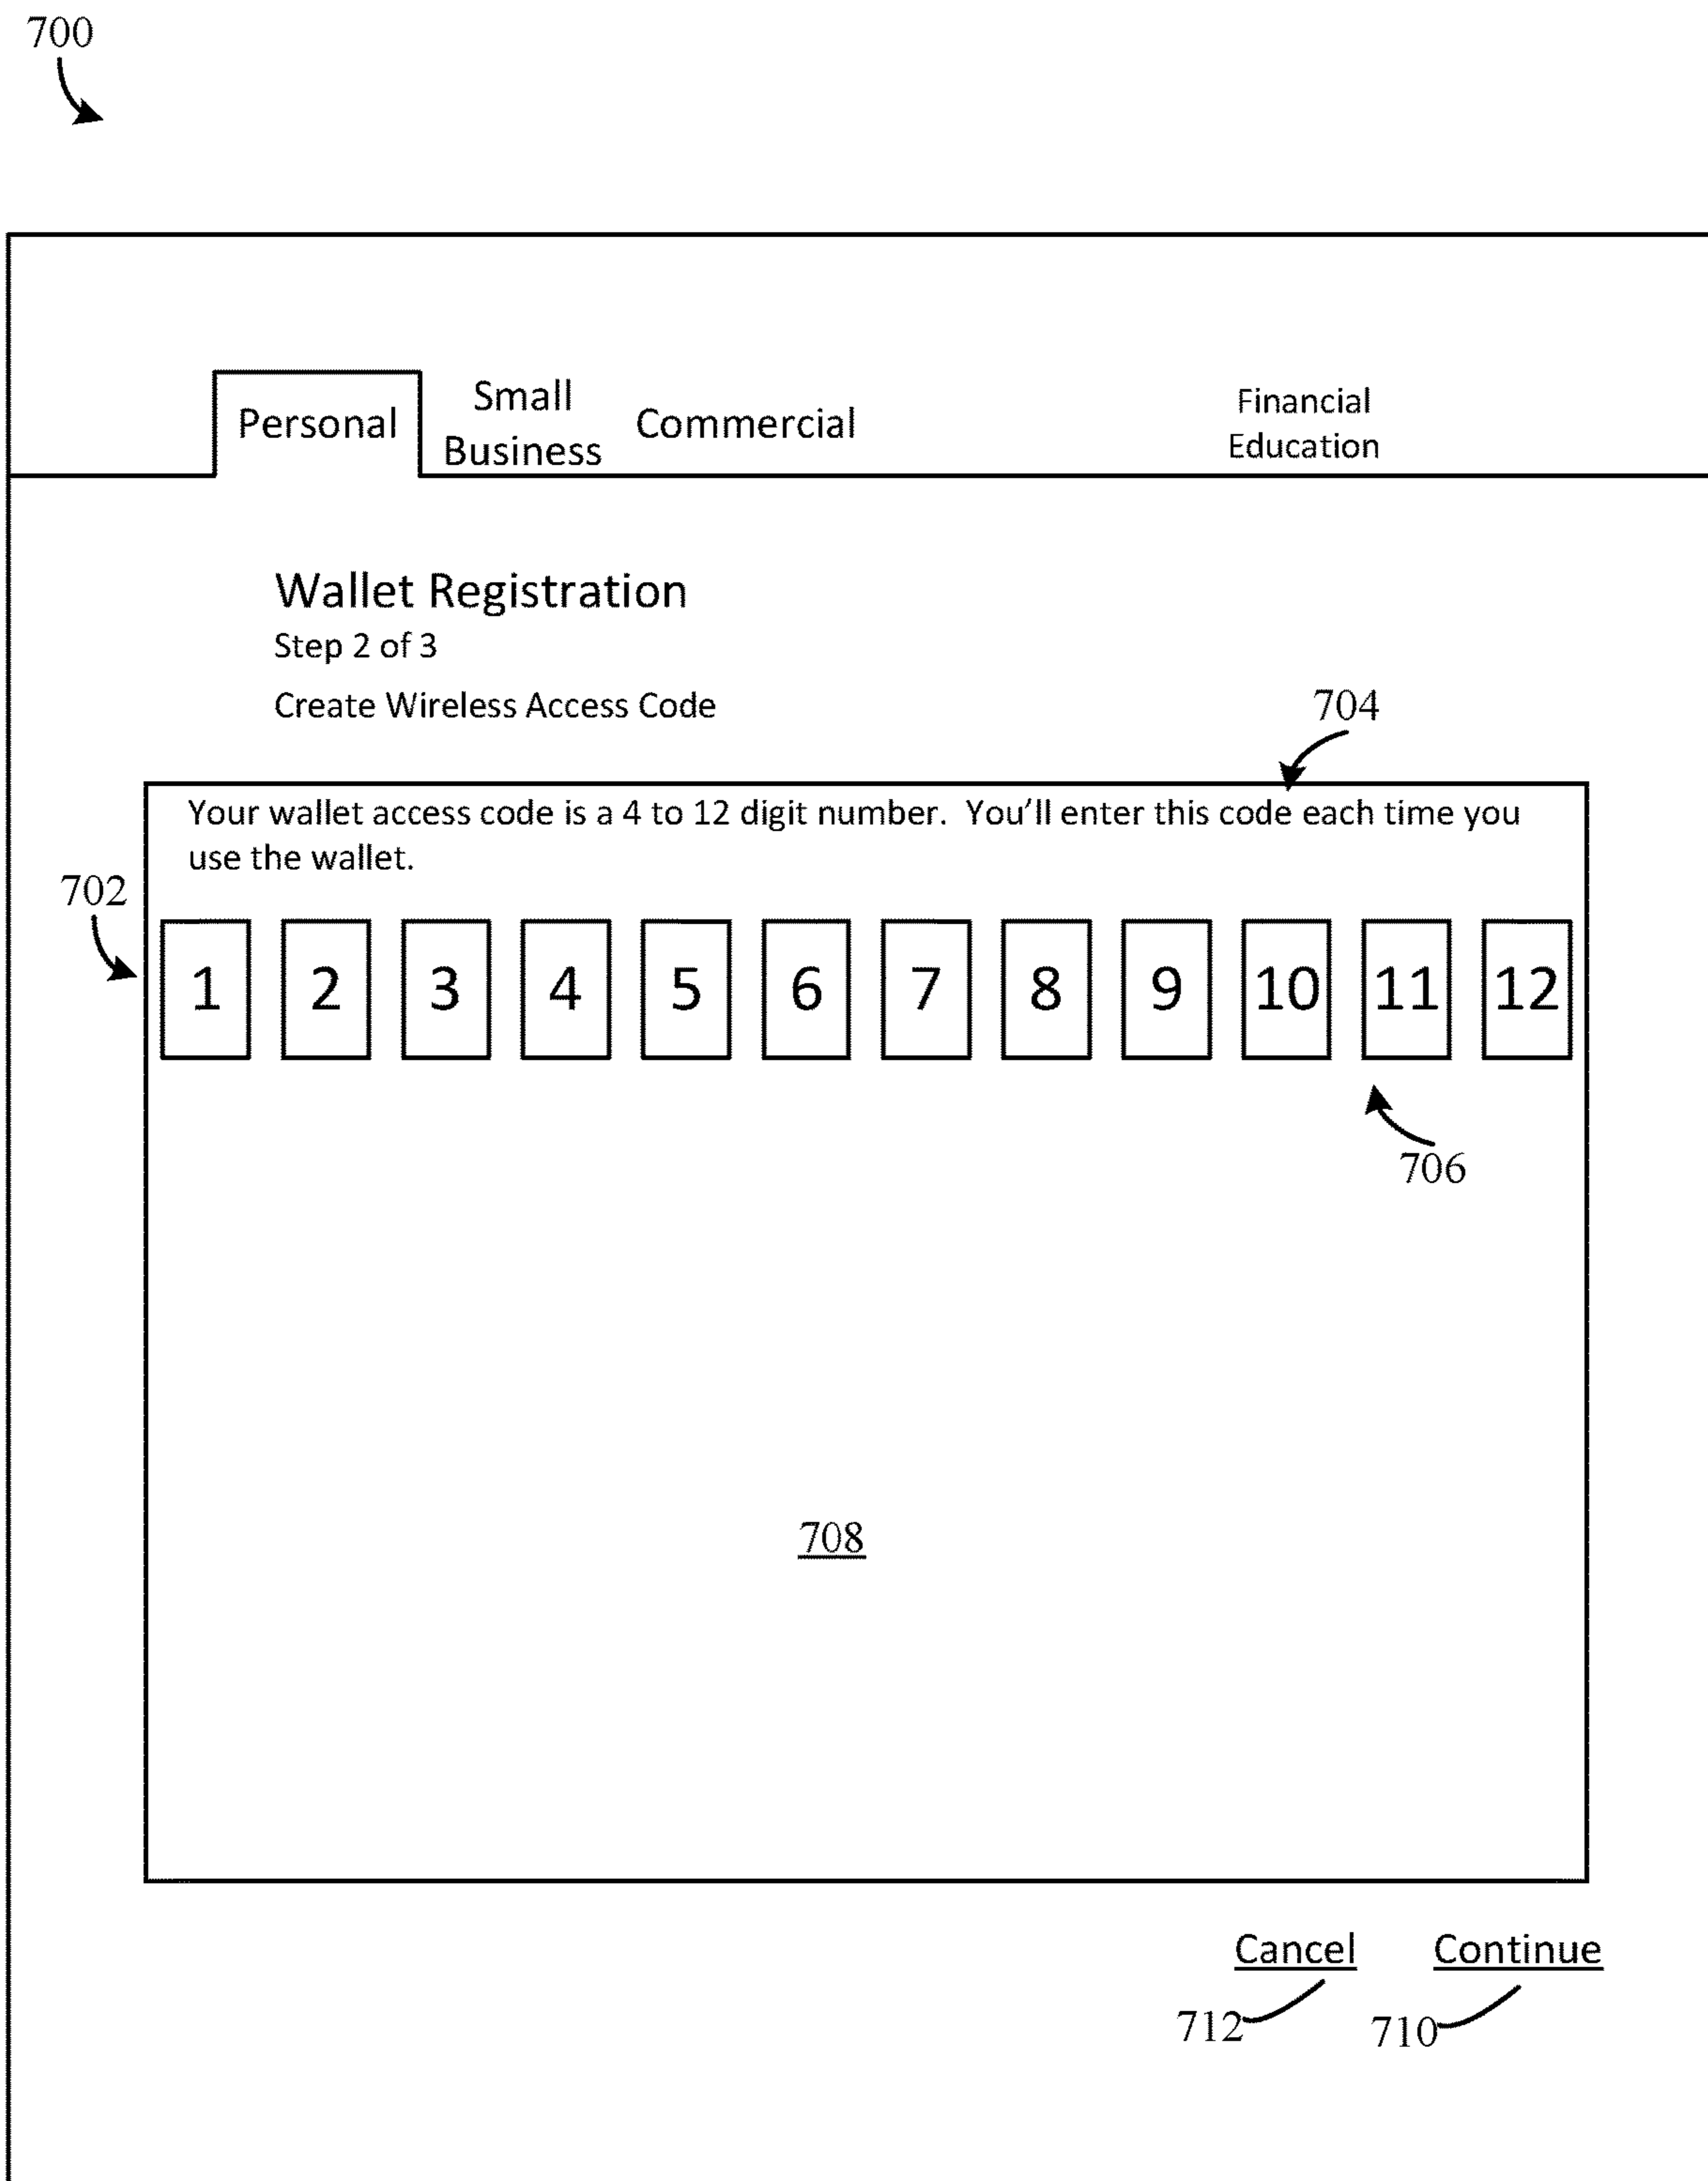 700
Personal
Small
Business
Commercial
Financial
Education
Wallet Registration
Step 2 of 3
Create Wireless Access Code
704
Your wallet access code is a 4 to 12 digit number.  You'll enter this code each time you
use the wallet.
702
1 2 3 4 5 6 7 8 9 10 11 12
706
708
Cancel Continue
712 710